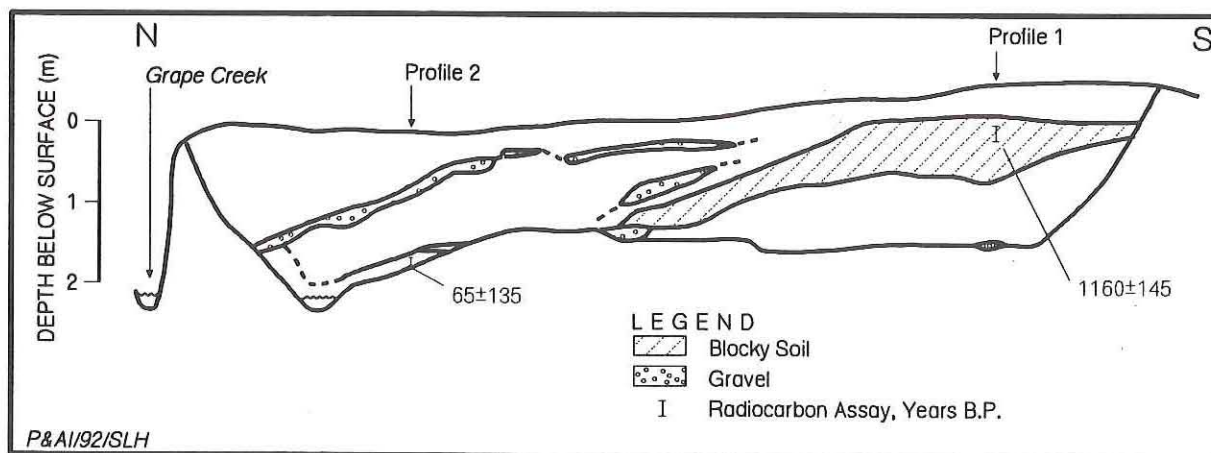 N
S
Grape Creek
Profile 2
Profile 1
DEPTH BELOW SURFACE (m)
0
1
2
65±135
1160±145
LEGEND
Blocky Soil
Gravel
I Radiocarbon Assay, Years B.P.
P&AI/92/SLH